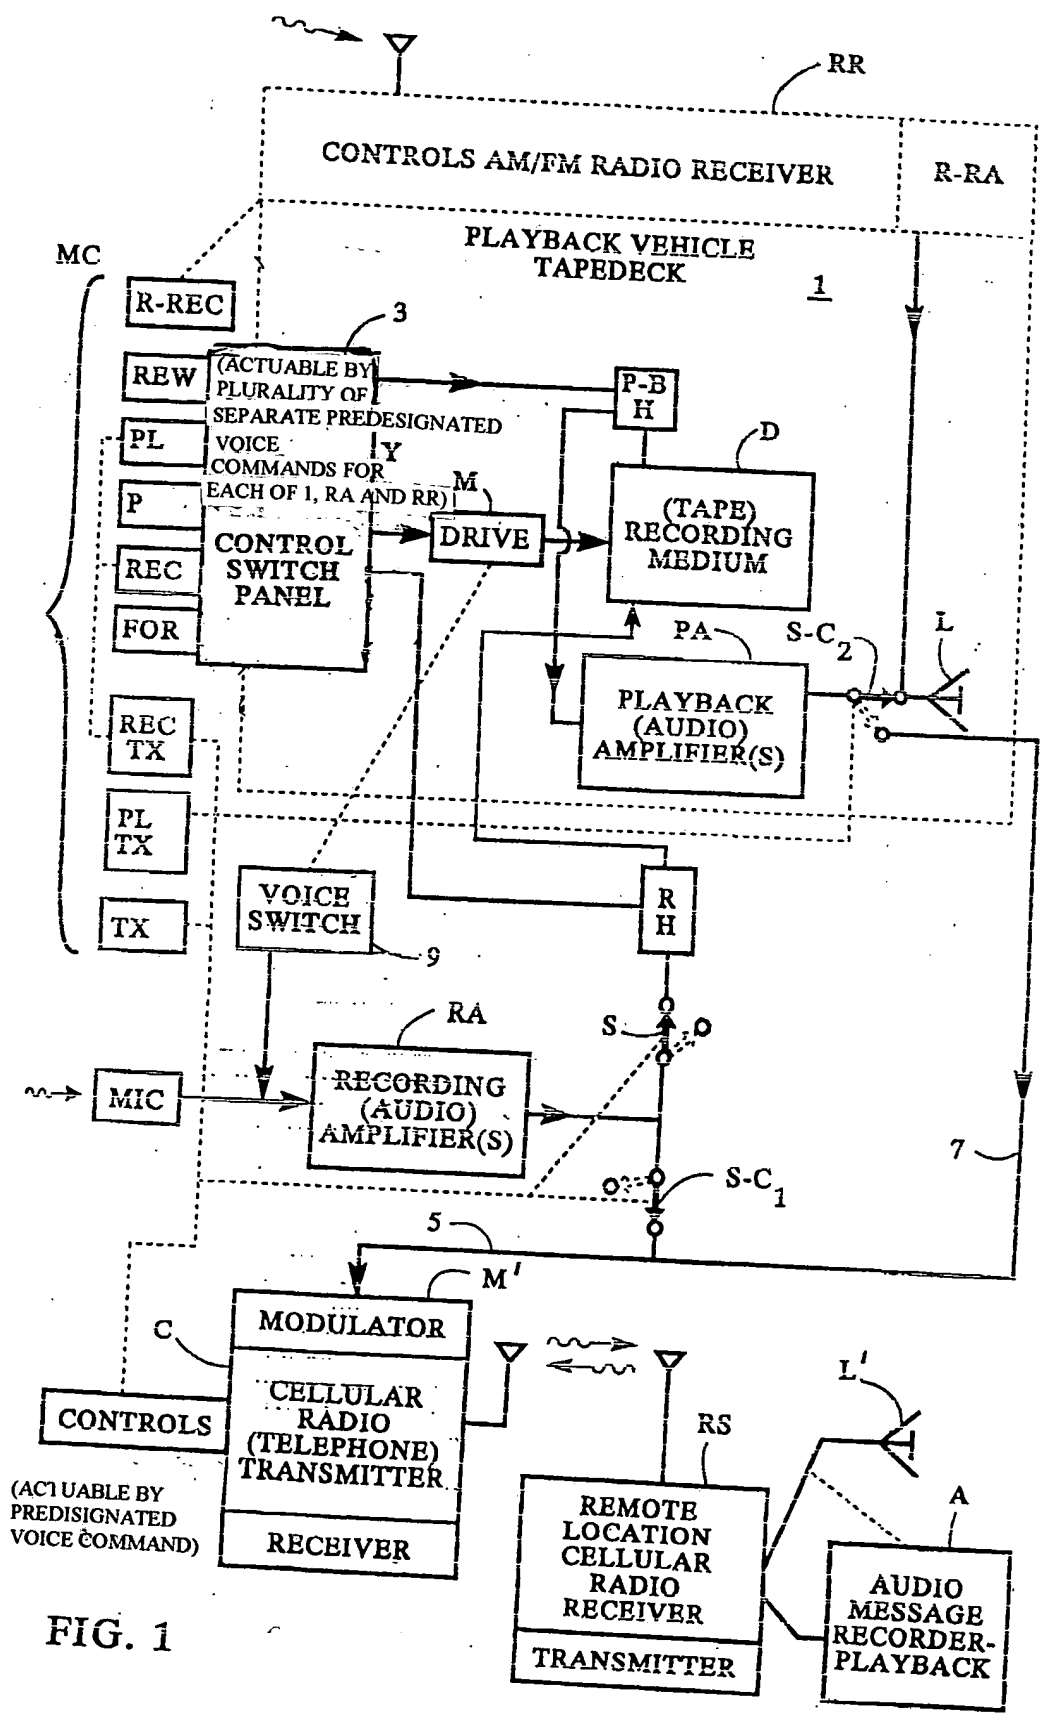 RR
CONTROLS AM/FM RADIO RECEIVER
R-RA
PLAYBACK VEHICLE
TAPEDECK
1
MC
R-REC
3
REW
(ACTUABLE BY
PLURALITY OF
SEPARATE PREDESIGNATED
VOICE
COMMANDS FOR
EACH OF 1, RA AND RR)
PL
P
REC
FOR
CONTROL
SWITCH
PANEL
Y
M
DRIVE
P-B
H
D
(TAPE)
RECORDING
MEDIUM
PA
S-C2
L
PLAYBACK
(AUDIO)
AMPLIFIER(S)
REC
TX
PL
TX
TX
VOICE
SWITCH
9
R
H
RA
S
MIC
RECORDING
(AUDIO)
AMPLIFIER(S)
7
S-C1
5
M'
MODULATOR
C
CELLULAR
RADIO
(TELEPHONE)
TRANSMITTER
CONTROLS
(ACTUABLE BY
PREDISIGNATED
VOICE COMMAND)
RECEIVER
L'
RS
REMOTE
LOCATION
CELLULAR
RADIO
RECEIVER
TRANSMITTER
A
AUDIO
MESSAGE
RECORDER-
PLAYBACK
FIG. 1